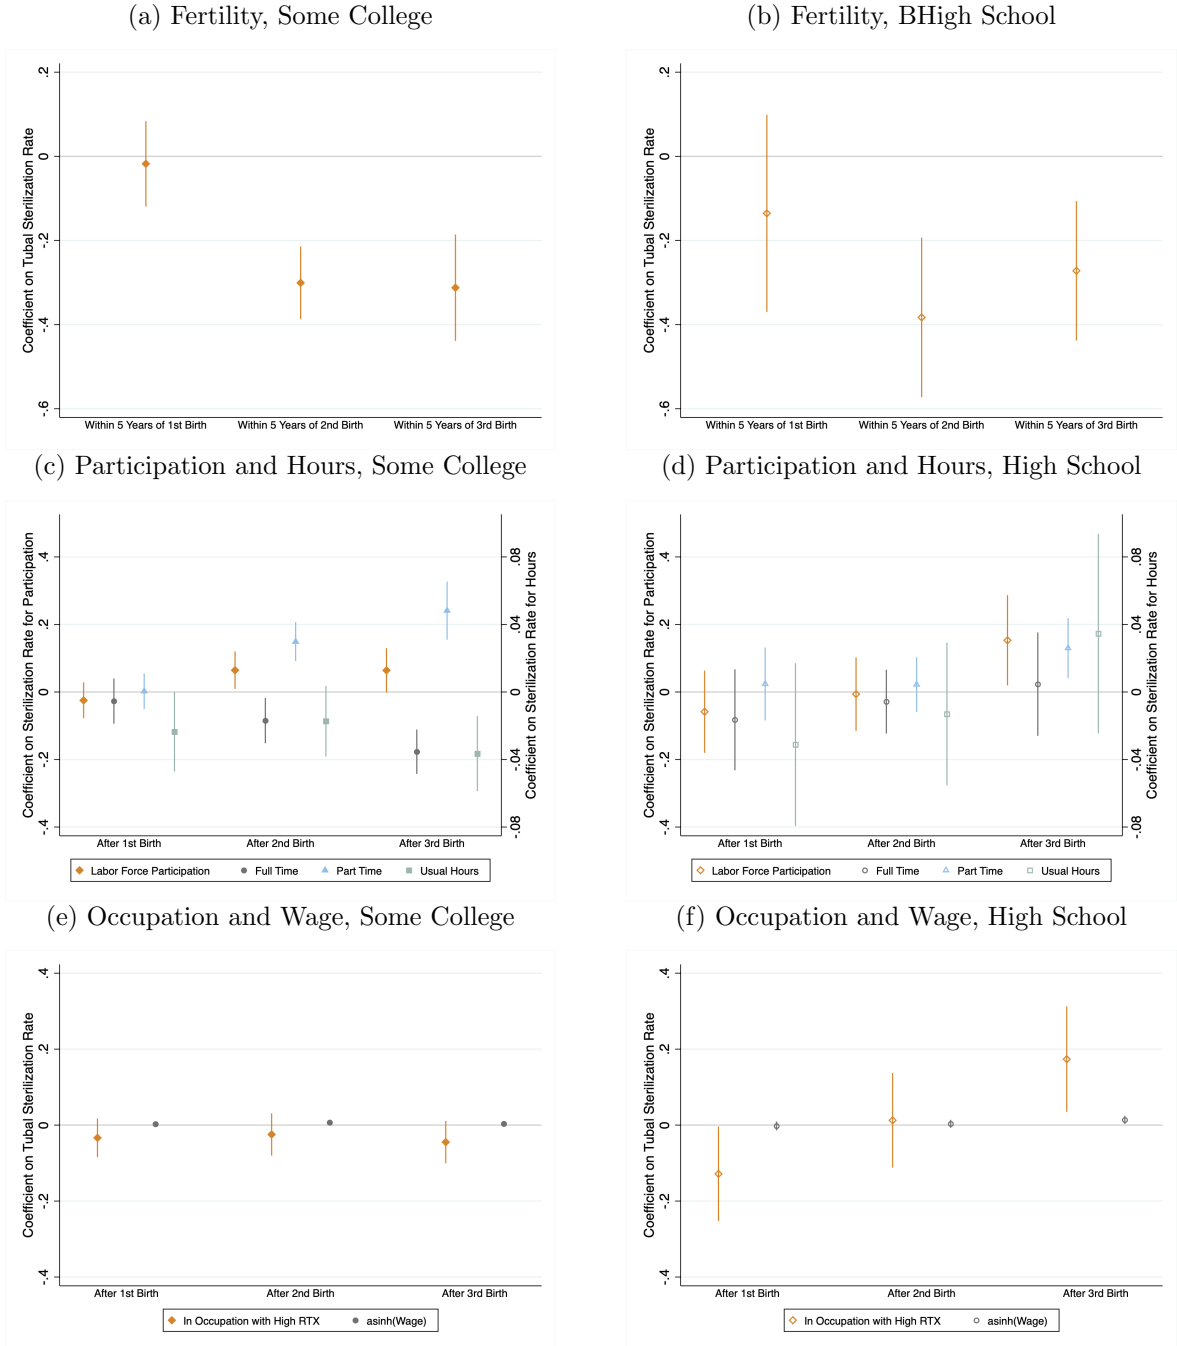 (a) Fertility, Some College
Coefficient on Tubal Sterilization Rate
.2
0
-.2
-.4
-.6
Within 5 Years of 1st Birth
Within 5 Years of 2nd Birth
Within 5 Years of 3rd Birth
(b) Fertility, BHigh School
Coefficient on Tubal Sterilization Rate
.2
0
-.2
-.4
-.6
Within 5 Years of 1st Birth
Within 5 Years of 2nd Birth
Within 5 Years of 3rd Birth
(c) Participation and Hours, Some College
Coefficient on Sterilization Rate for Participation
.4
.2
0
-.2
-.4
Coefficient on Sterilization Rate for Hours
.08
.04
0
-.04
-.08
After 1st Birth
After 2nd Birth
After 3rd Birth
Labor Force Participation
Full Time
Part Time
Usual Hours
(d) Participation and Hours, High School
Coefficient on Sterilization Rate for Participation
.4
.2
0
-.2
-.4
Coefficient on Sterilization Rate for Hours
.08
.04
0
-.04
-.08
After 1st Birth
After 2nd Birth
After 3rd Birth
Labor Force Participation
Full Time
Part Time
Usual Hours
(e) Occupation and Wage, Some College
Coefficient on Tubal Sterilization Rate
.4
.2
0
-.2
-.4
After 1st Birth
After 2nd Birth
After 3rd Birth
In Occupation with High RTX
asinh(Wage)
(f) Occupation and Wage, High School
Coefficient on Tubal Sterilization Rate
.4
.2
0
-.2
-.4
After 1st Birth
After 2nd Birth
After 3rd Birth
In Occupation with High RTX
asinh(Wage)